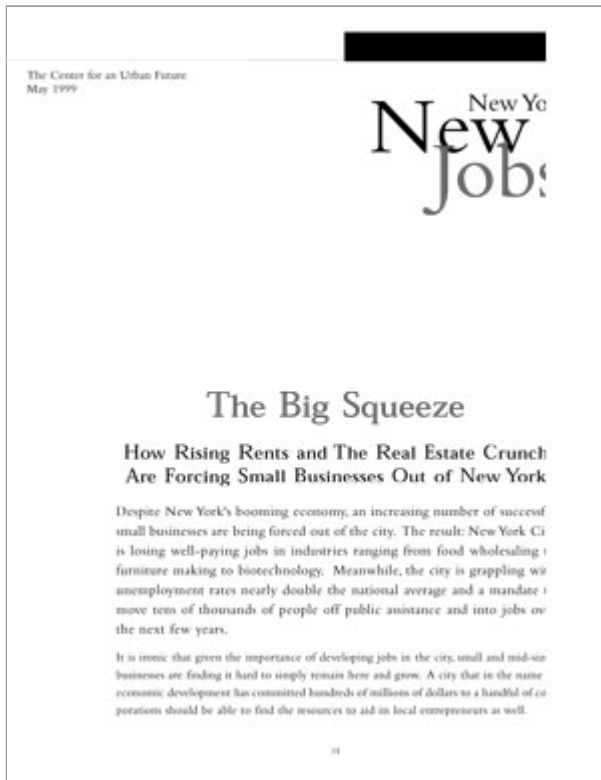 The Center for an Urban Future
May 1999
New Yo
New
Jobs
The Big Squeeze
How Rising Rents and The Real Estate Crunch
Are Forcing Small Businesses Out of New York
Despite New York's booming economy, an increasing number of successf
small businesses are being forced out of the city. The result: New York Ci
is losing well-paying jobs in industries ranging from food wholesaling
furniture making to biotechnology. Meanwhile, the city is grappling wit
unemployment rates nearly double the national average and a mandate
move tens of thousands of people off public assistance and into jobs ov
the next few years.
It is ironic that given the importance of developing jobs in the city, small and mid-siz
businesses are finding it hard to simply remain here and grow. A city that in the name
economic development has committed hundreds of millions of dollars to a handful of co
porations should be able to find the resources to aid its local entrepreneurs as well.